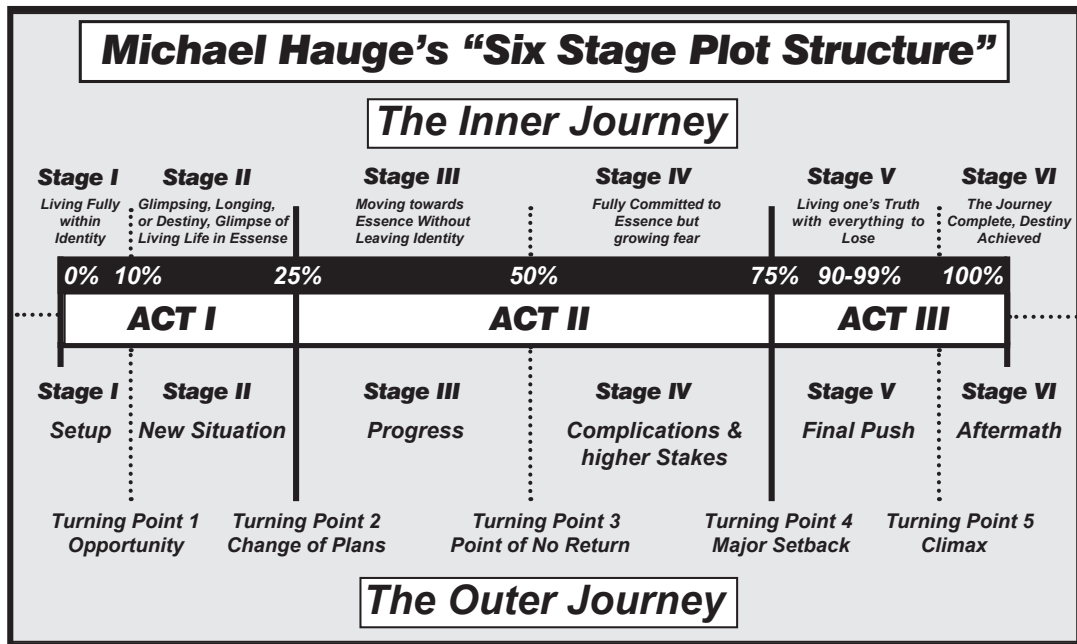 Michael Hauge's “Six Stage Plot Structure”
The Inner Journey
Stage I
Living Fully
within
Identity
Stage II
Glimpsing, Longing,
or Destiny, Glimpse of
Living Life in Essense
Stage III
Moving towards
Essence Without
Leaving Identity
Stage IV
Fully Committed to
Essence but
growing fear
Stage V
Living one's Truth
with everything to
Lose
Stage VI
The Journey
Complete, Destiny
Achieved
0% 10% 25% 50% 75% 90-99% 100%
ACT I ACT II ACT III
Stage I
Setup
Stage II
New Situation
Stage III
Progress
Stage IV
Complications &
higher Stakes
Stage V
Final Push
Stage VI
Aftermath
Turning Point 1
Opportunity
Turning Point 2
Change of Plans
Turning Point 3
Point of No Return
Turning Point 4
Major Setback
Turning Point 5
Climax
The Outer Journey